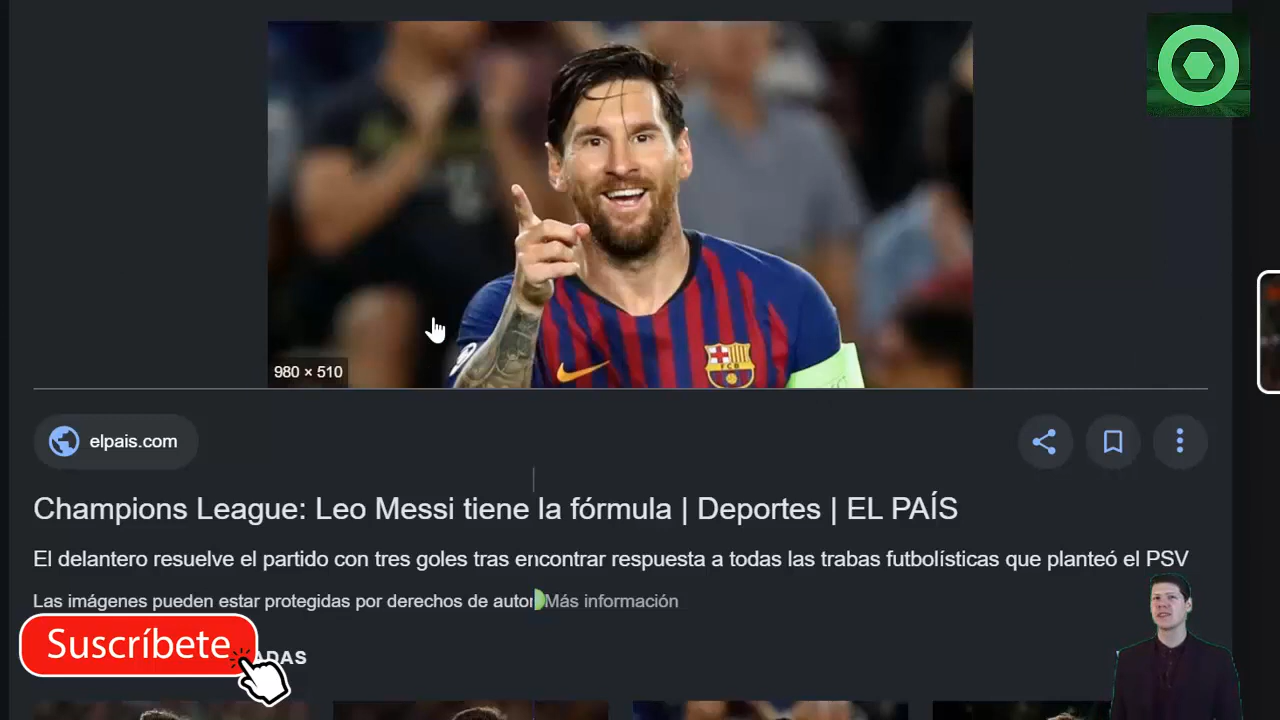 980 × 510
elpais.com
Champions League: Leo Messi tiene la fórmula | Deportes | EL PAÍS
El delantero resuelve el partido con tres goles tras encontrar respuesta a todas las trabas futbolísticas que planteó el PSV
Las imágenes pueden estar protegidas por derechos de autor Más información
Suscríbete